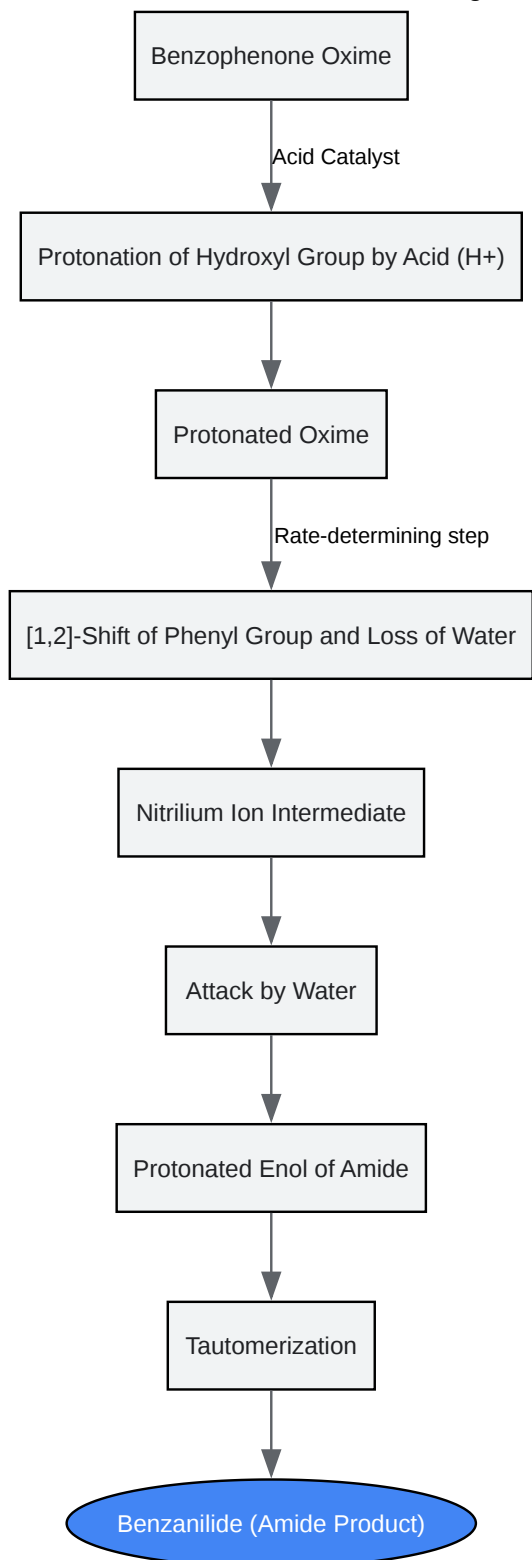 Benzophenone Oxime
Acid Catalyst
Protonation of Hydroxyl Group by Acid (H+)
Protonated Oxime
Rate-determining step
[1,2]-Shift of Phenyl Group and Loss of Water
Nitrilium Ion Intermediate
Attack by Water
Protonated Enol of Amide
Tautomerization
Benzanilide (Amide Product)